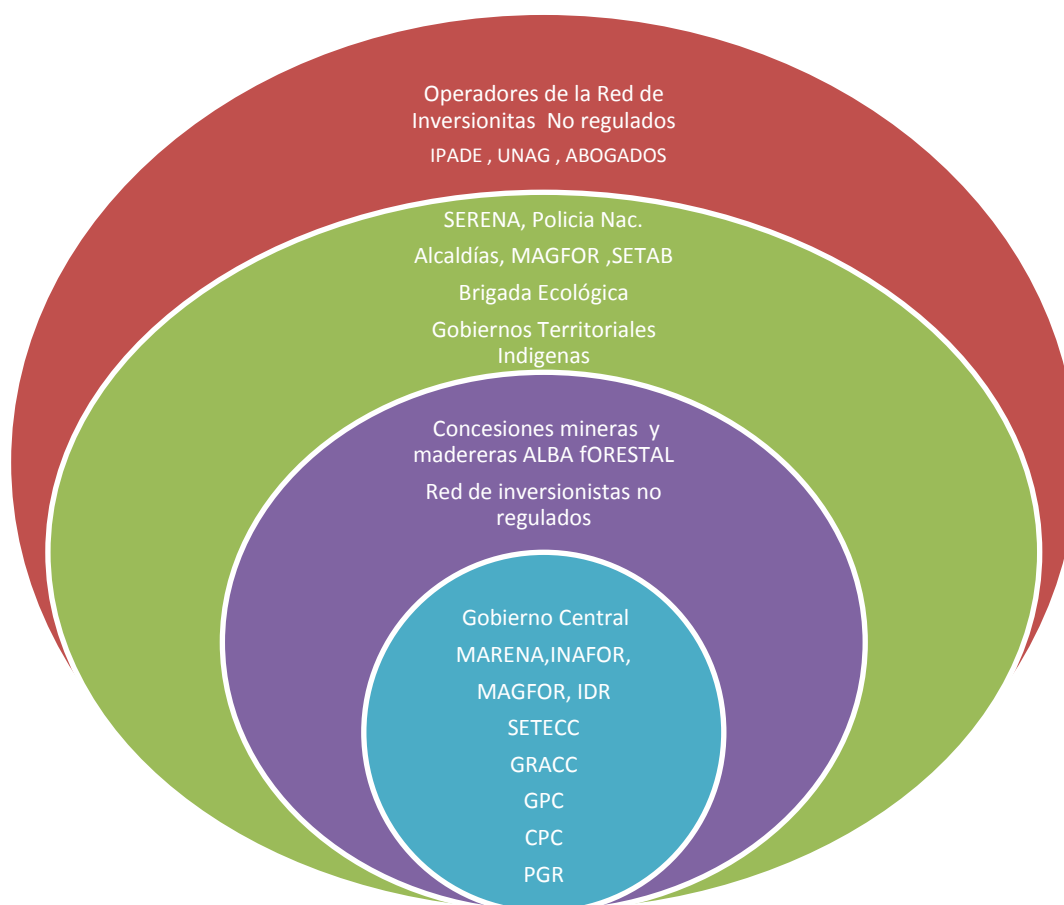 Operadores de la Red de
Inversionitas No regulados
IPADE , UNAG , ABOGADOS
SERENA, Policia Nac.
Alcaldías, MAGFOR ,SETAB
Brigada Ecológica
Gobiernos Territoriales
Indigenas
Concesiones mineras y
madereras ALBA fORESTAL
Red de inversionistas no
regulados
Gobierno Central
MARENA,INAFOR,
MAGFOR, IDR
SETECC
GRACC
GPC
CPC
PGR